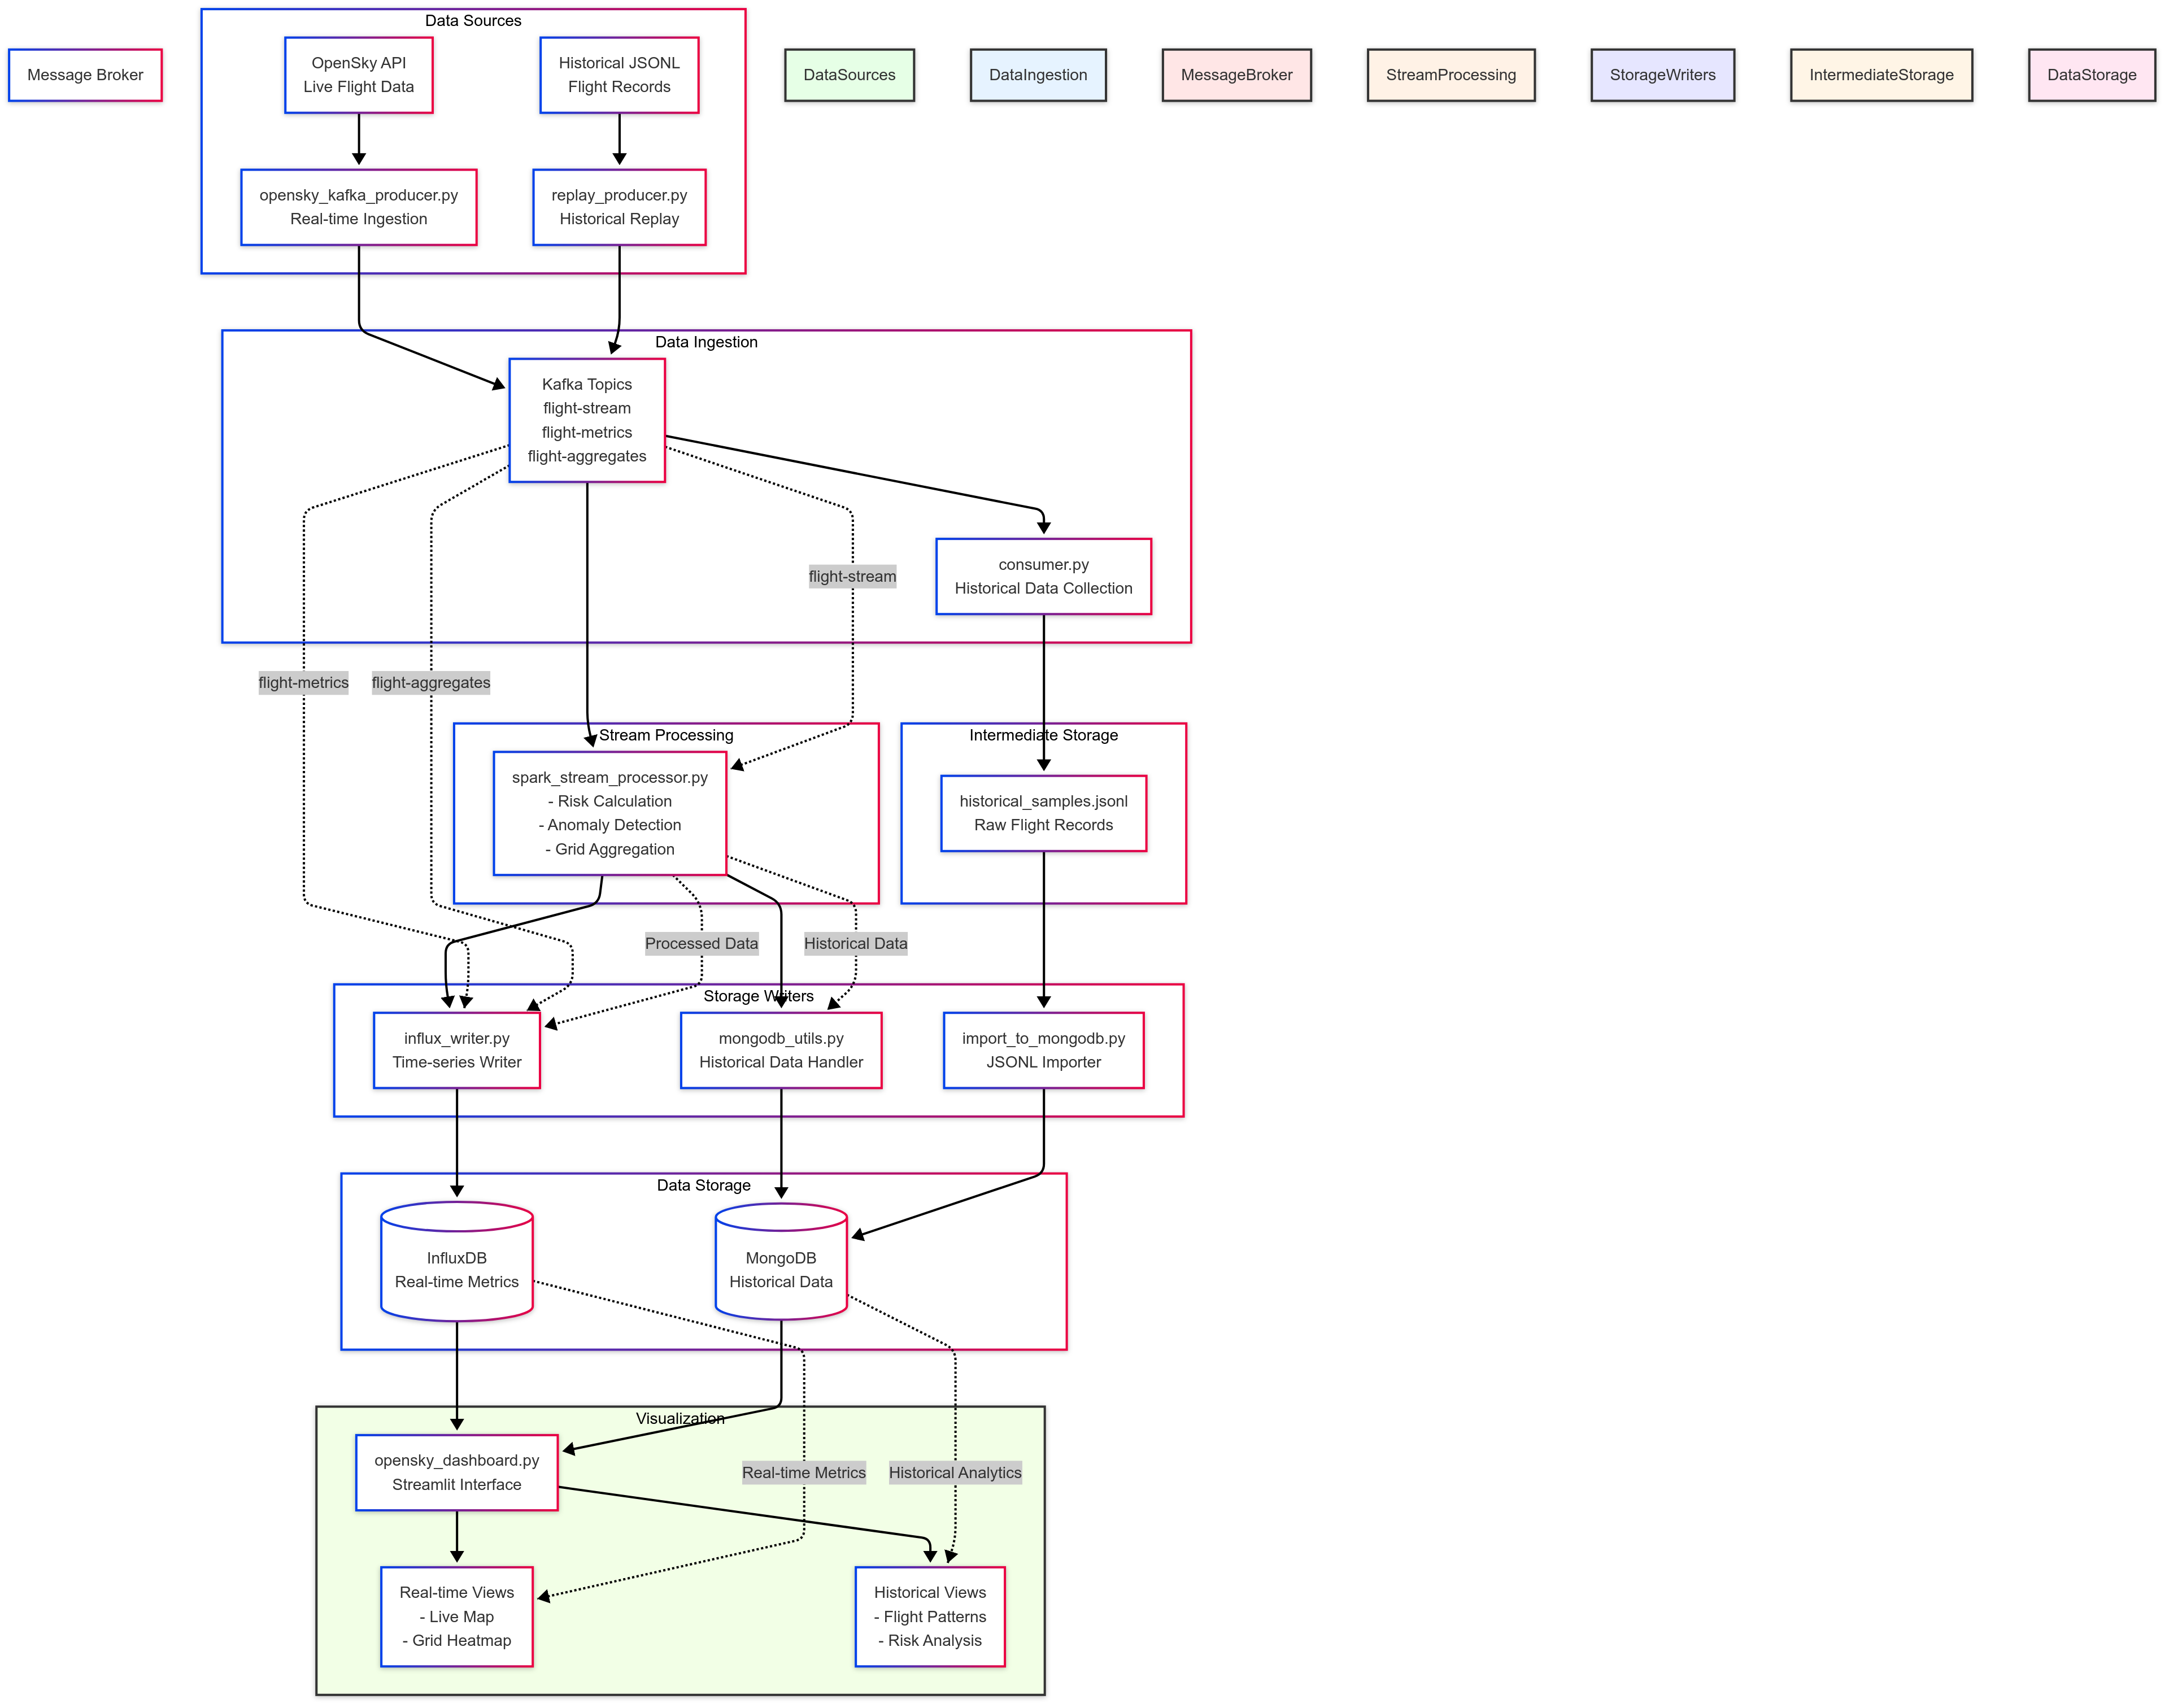 Data Sources
Message Broker
OpenSky API
Live Flight Data
Historical JSONL
Flight Records
DataSources
DataIngestion
MessageBroker
StreamProcessing
StorageWriters
IntermediateStorage
DataStorage
opensky_kafka_producer.py
Real-time Ingestion
replay_producer.py
Historical Replay
Data Ingestion
Kafka Topics
flight-stream
flight-metrics
flight-aggregates
flight-stream
consumer.py
Historical Data Collection
flight-metrics
flight-aggregates
Stream Processing
spark_stream_processor.py
- Risk Calculation
- Anomaly Detection
- Grid Aggregation
Intermediate Storage
historical_samples.jsonl
Raw Flight Records
Processed Data
Historical Data
Storage Writers
influx_writer.py
Time-series Writer
mongodb_utils.py
Historical Data Handler
import_to_mongodb.py
JSONL Importer
Data Storage
InfluxDB
Real-time Metrics
MongoDB
Historical Data
Visualization
opensky_dashboard.py
Streamlit Interface
Real-time Metrics
Historical Analytics
Real-time Views
- Live Map
- Grid Heatmap
Historical Views
- Flight Patterns
- Risk Analysis